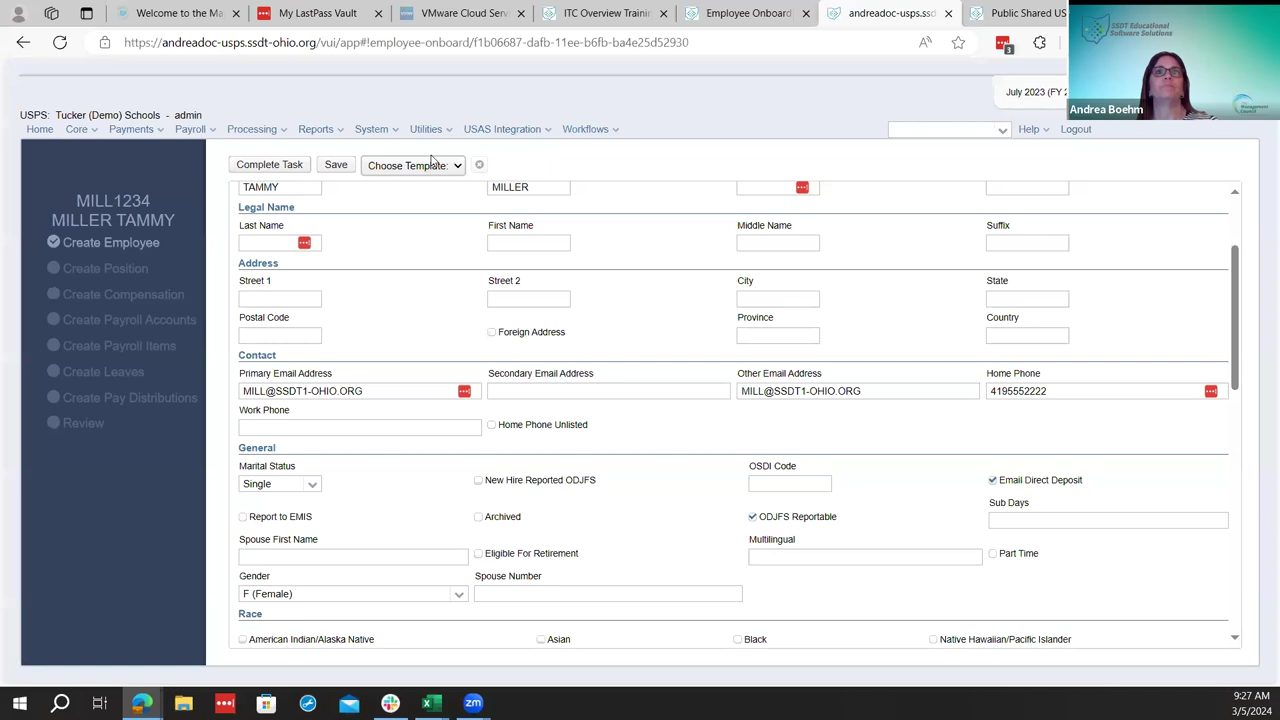 Welcome to the Ma
My LastPass Vault
VMware Cloud Serv
ITC Overview Trainin
Employee Onboard
andreadoc-usps.ssd
Public Shared US
https://andreadoc-usps.ssdt-ohio.org/vui/app#!employee-onboard/f1b06687-dafb-11ee-b6fb-ba4e25d52930
3
SSDT Educational
Software Solutions
Andrea Boehm
July 2023 (FY 2
USPS: Tucker (Demo) Schools - admin
Home Core Payments Payroll Processing Reports System Utilities USAS Integration Workflows Help Logout
Complete Task Save Choose Template:
MILL1234
MILLER TAMMY
Create Employee
Create Position
Create Compensation
Create Payroll Accounts
Create Payroll Items
Create Leaves
Create Pay Distributions
Review
TAMMY MILLER
Legal Name
Last Name First Name Middle Name Suffix
Address
Street 1 Street 2 City State
Postal Code Foreign Address Province Country
Contact
Primary Email Address Secondary Email Address Other Email Address Home Phone
MILL@SSDT1-OHIO.ORG MILL@SSDT1-OHIO.ORG 4195552222
Work Phone
Home Phone Unlisted
General
Marital Status OSDI Code
Single New Hire Reported ODJFS Email Direct Deposit
Sub Days
Report to EMIS Archived ODJFS Reportable
Spouse First Name Multilingual
Eligible For Retirement Part Time
Gender Spouse Number
F (Female)
Race
American Indian/Alaska Native Asian Black Native Hawaiian/Pacific Islander
9:27 AM
3/5/2024